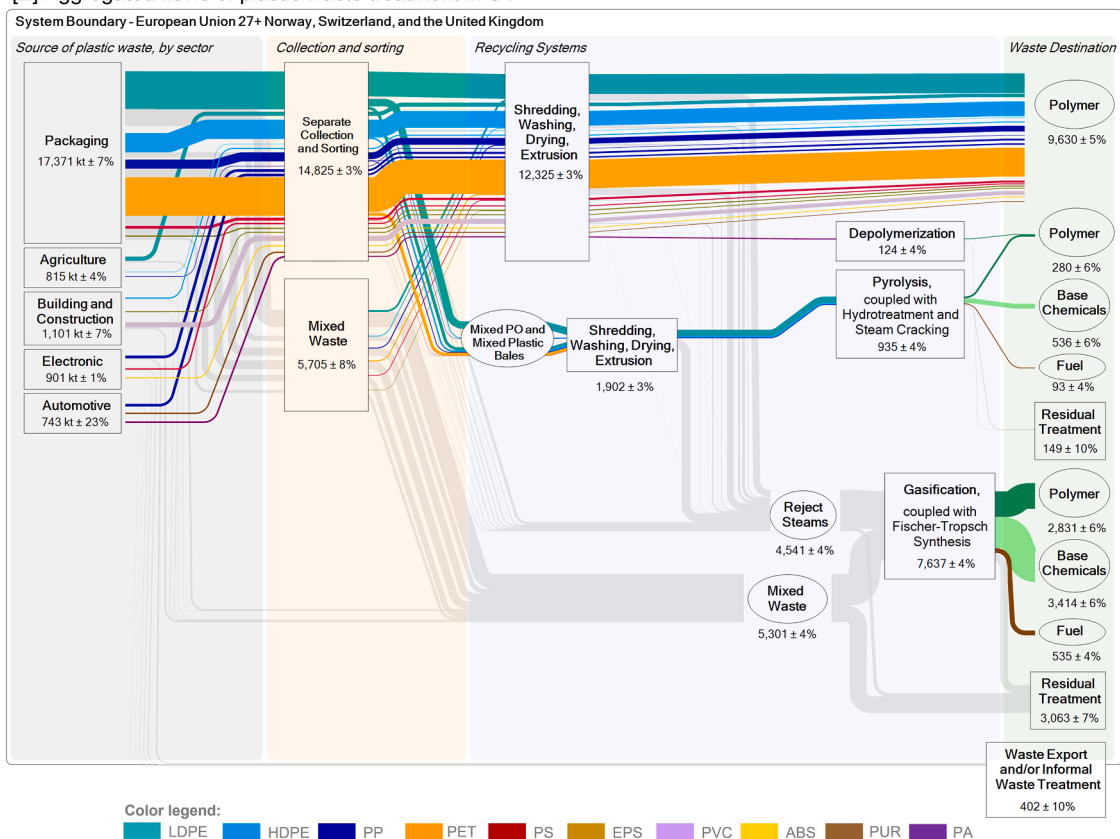 System Boundary - European Union 27+ Norway, Switzerland, and the United Kingdom
Source of plastic waste, by sector
Collection and sorting
Recycling Systems
Waste Destination
Packaging
17,371 kt ± 7%
Agriculture
815 kt ± 4%
Building and
Construction
1,101 kt ± 7%
Electronic
901 kt ± 1%
Automotive
743 kt ± 23%
Separate
Collection
and Sorting
14,825 ± 3%
Mixed
Waste
5,705 ± 8%
Shredding,
Washing,
Drying,
Extrusion
12,325 ± 3%
Mixed PO and
Mixed Plastic
Bales
Shredding,
Washing, Drying,
Extrusion
1,902 ± 3%
Depolymerization
124 ± 4%
Pyrolysis,
coupled with
Hydrotreatment and
Steam Cracking
935 ± 4%
Reject
Steams
4,541 ± 4%
Mixed
Waste
5,301 ± 4%
Gasification,
coupled with
Fischer-Tropsch
Synthesis
7,637 ± 4%
Polymer
9,630 ± 5%
Polymer
280 ± 6%
Base
Chemicals
536 ± 6%
Fuel
93 ± 4%
Residual
Treatment
149 ± 10%
Polymer
2,831 ± 6%
Base
Chemicals
3,414 ± 6%
Fuel
535 ± 4%
Residual
Treatment
3,063 ± 7%
Waste Export
and/or Informal
Waste Treatment
402 ± 10%
Color legend:
LDPE HDPE PP PET PS EPS PVC ABS PUR PA